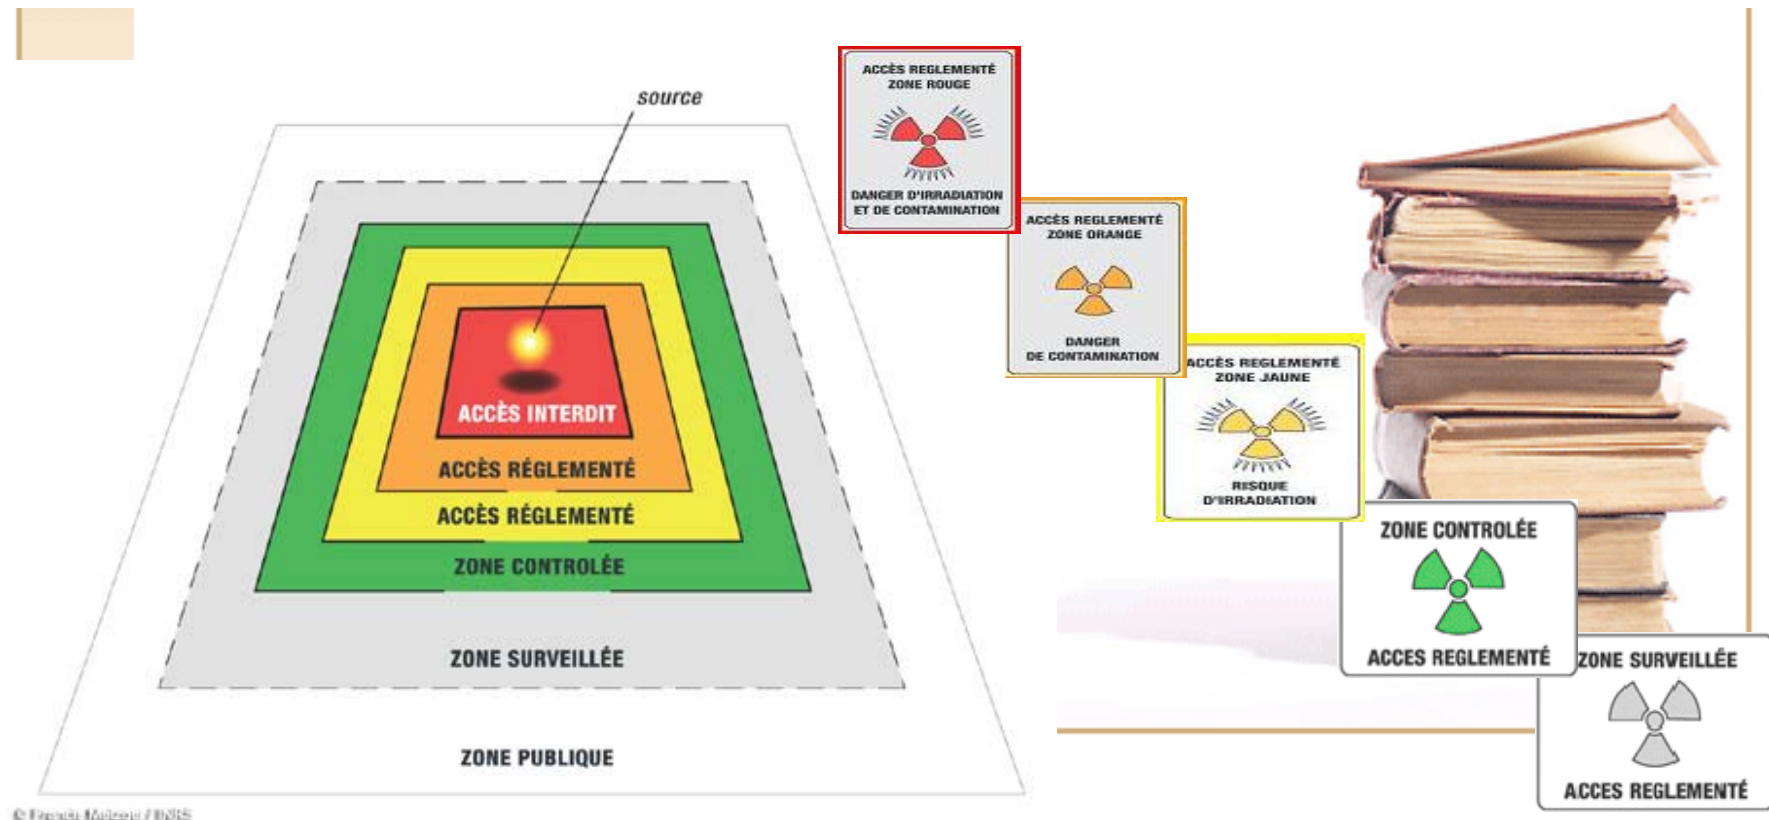 source
ACCÈS INTERDIT
ACCÈS RÉGLEMENTÉ
ACCÈS RÉGLEMENTÉ
ZONE CONTROLÉE
ZONE SURVEILLÉE
ZONE PUBLIQUE
ACCÈS REGLEMENTÉ
ZONE ROUGE
DANGER D'IRRADIATION
ET DE CONTAMINATION
ACCÈS REGLEMENTÉ
ZONE ORANGE
DANGER
DE CONTAMINATION
ACCÈS REGLEMENTÉ
ZONE JAUNE
RISQUE
D'IRRADIATION
ZONE CONTROLÉE
ACCES REGLEMENTÉ
ZONE SURVEILLÉE
ACCES REGLEMENTÉ